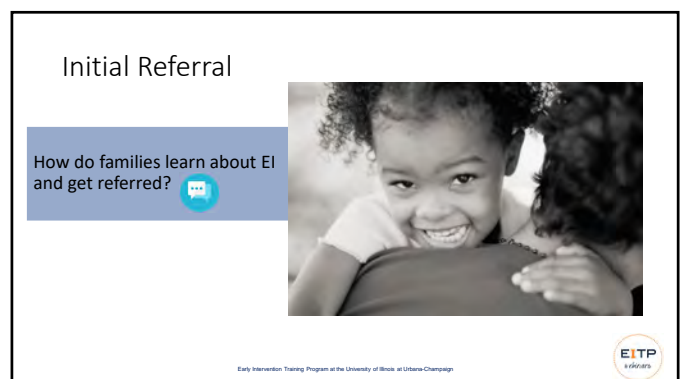 Initial Referral
How do families learn about EI
and get referred?
Early Intervention Training Program at the University of Illinois at Urbana-Champaign
EITP